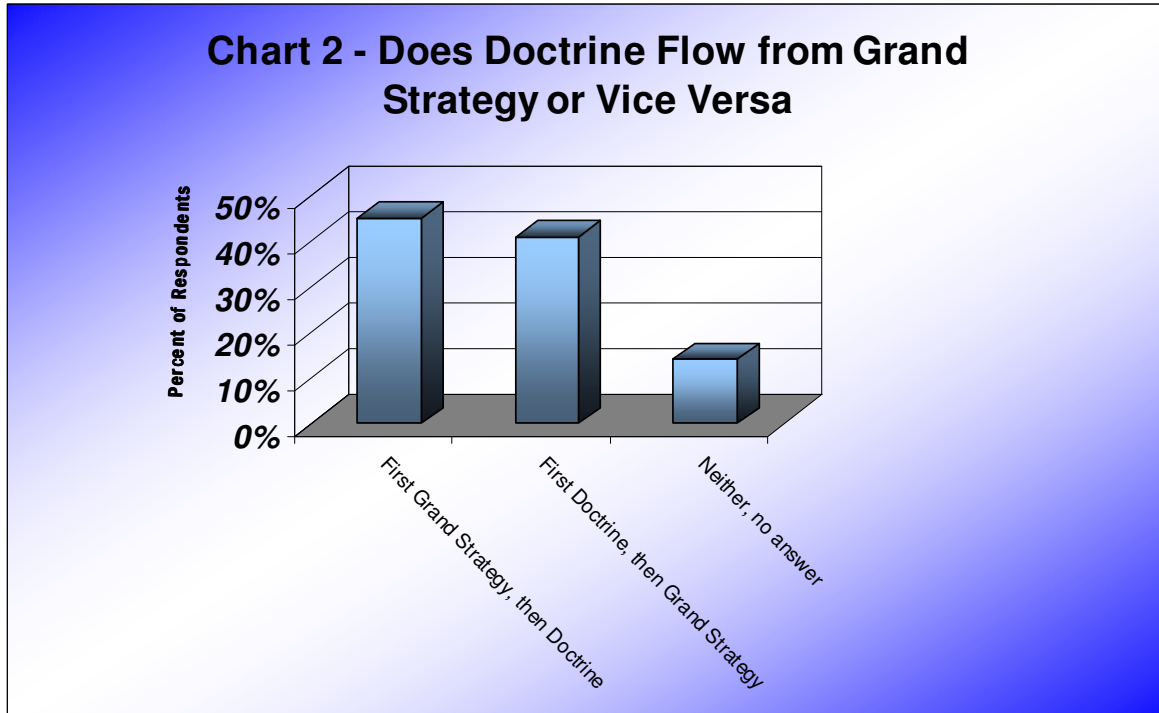 Chart 2 - Does Doctrine Flow from Grand
Strategy or Vice Versa
Percent of Respondents
50%
40%
30%
20%
10%
0%
First Grand Strategy, then Doctrine
First Doctrine, then Grand Strategy
Neither, no answer